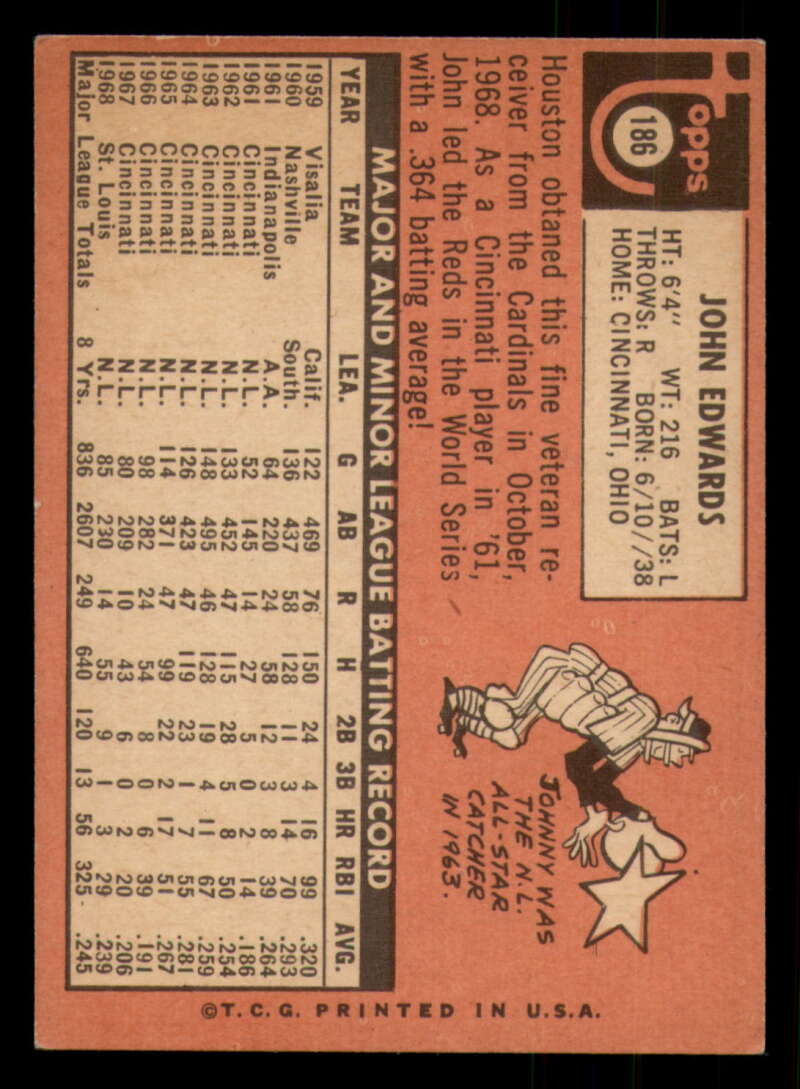 Topps
186
JOHN EDWARDS
HT: 6'4" WT: 216 BATS: L
THROWS: R BORN: 6/10//38
HOME: CINCINNATI, OHIO
Houston obtaned this fine veteran re-
ceiver from the Cardinals in October,
1968. As a Cincinnati player in '61,
John led the Reds in the World Series
with a .364 batting average!
JOHNNY WAS
THE N.L.
ALL-STAR
CATCHER
IN 1963.
MAJOR AND MINOR LEAGUE BATTING RECORD
YEAR TEAM LEA. G AB R H 2B 3B HR RBI AVG.
1959 Visalia Calif. 122 469 76 150 24 4 16 99 .320
1960 Nashville South. 136 437 58 128 11 3 14 70 .293
1961 Indianapolis A.A. 64 220 24 58 12 3 8 39 .264
1961 Cincinnati N.L. 52 145 14 27 5 0 2 14 .186
1962 Cincinnati N.L. 133 452 47 115 28 5 8 50 .254
1963 Cincinnati N.L. 148 495 46 128 19 4 11 67 .259
1964 Cincinnati N.L. 126 423 47 119 23 1 7 55 .281
1965 Cincinnati N.L. 114 371 47 99 22 2 17 51 .267
1966 Cincinnati N.L. 98 282 24 54 8 0 6 39 .191
1967 Cincinnati N.L. 80 209 10 43 6 0 2 20 .206
1968 St. Louis N.L. 85 230 14 55 9 1 3 29 .239
Major League Totals 8 Yrs. 836 2607 249 640 120 13 56 325 .245
©T.C.G. PRINTED IN U.S.A.